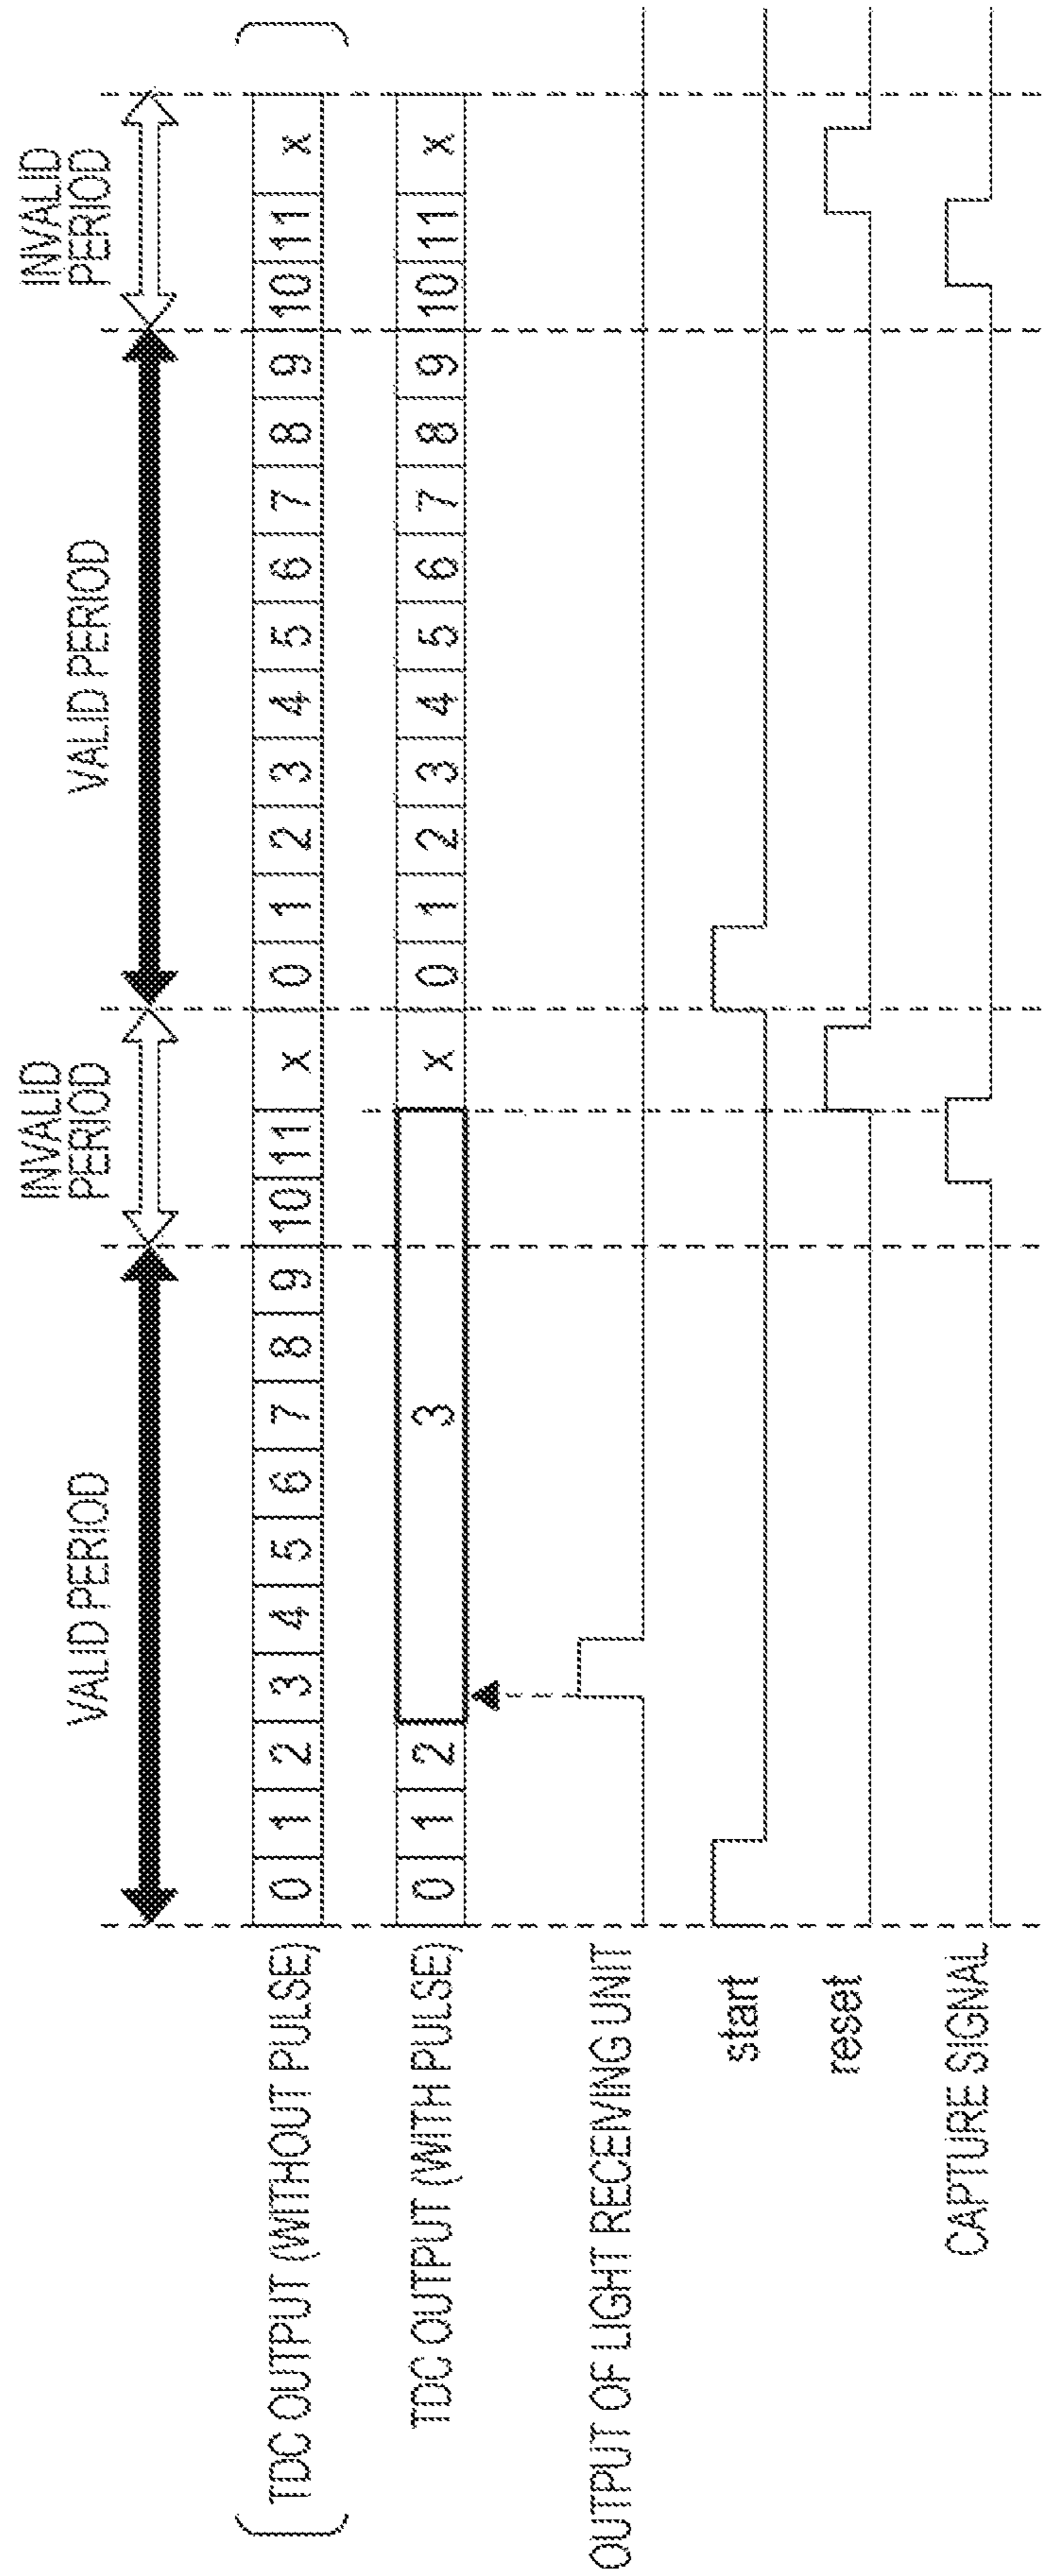 VALID PERIOD
INVALID
PERIOD
VALID PERIOD
INVALID
PERIOD
TDC OUTPUT (WITHOUT PULSE) 0 1 2 3 4 5 6 7 8 9 10 11 x 0 1 2 3 4 5 6 7 8 9 10 11 x
TDC OUTPUT (WITH PULSE) 0 1 2 3 x 0 1 2 3 4 5 6 7 8 9 10 11 x
OUTPUT OF LIGHT RECEIVING UNIT
start
reset
CAPTURE SIGNAL